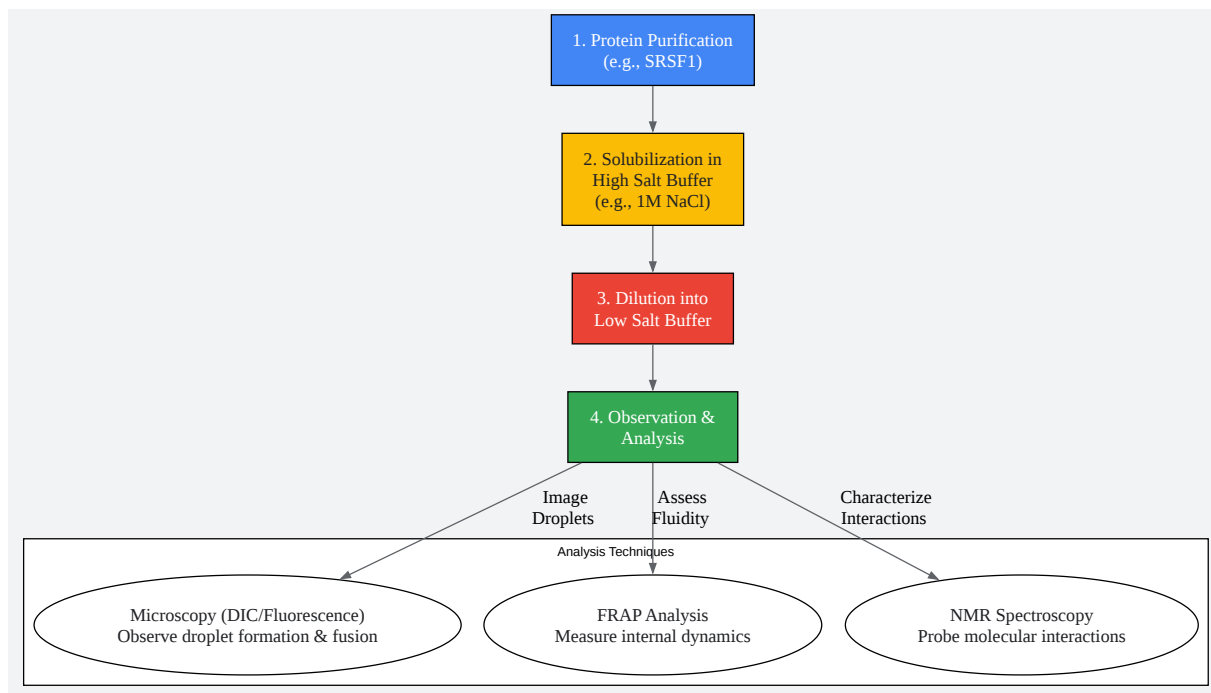 1. Protein Purification
(e.g., SRSF1)
2. Solubilization in
High Salt Buffer
(e.g., 1M NaCl)
3. Dilution into
Low Salt Buffer
4. Observation &
Analysis
Image
Droplets
Assess
Fluidity
Characterize
Interactions
Analysis Techniques
Microscopy (DIC/Fluorescence)
Observe droplet formation & fusion
FRAP Analysis
Measure internal dynamics
NMR Spectroscopy
Probe molecular interactions